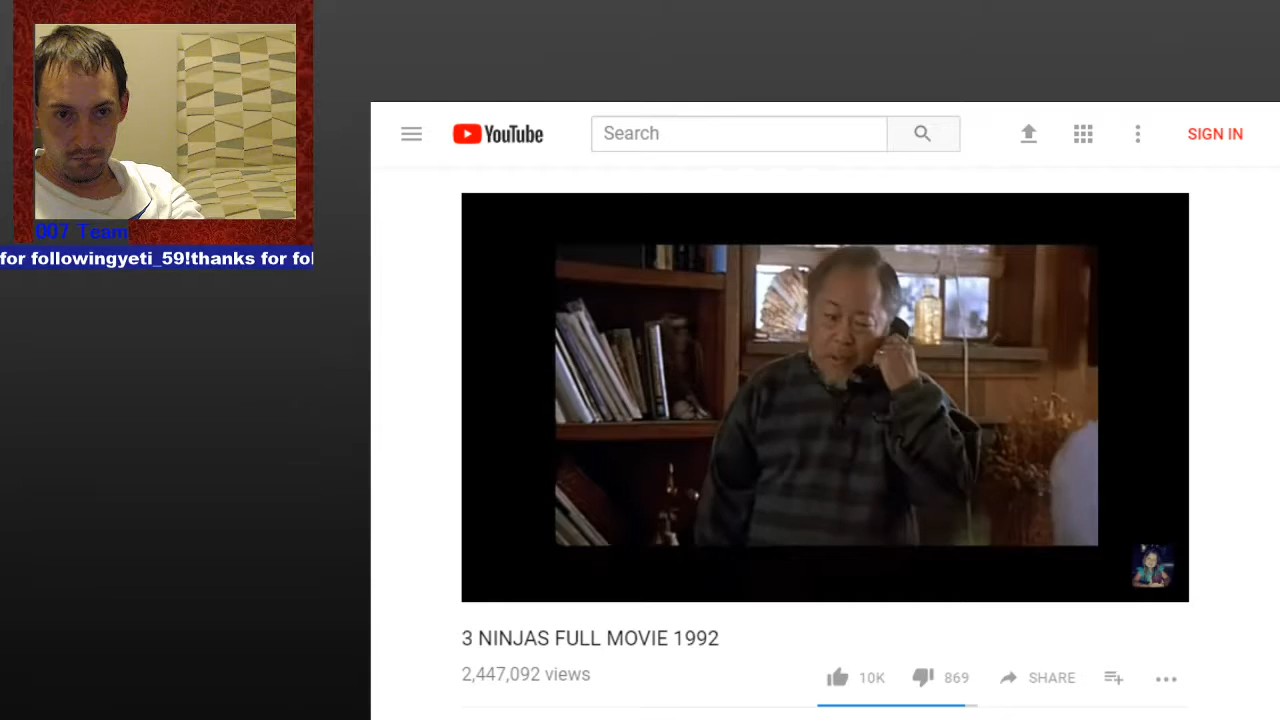 007 Team
for followingyeti_59!thanks for fol
YouTube
Search
SIGN IN
3 NINJAS FULL MOVIE 1992
2,447,092 views
10K
869
SHARE